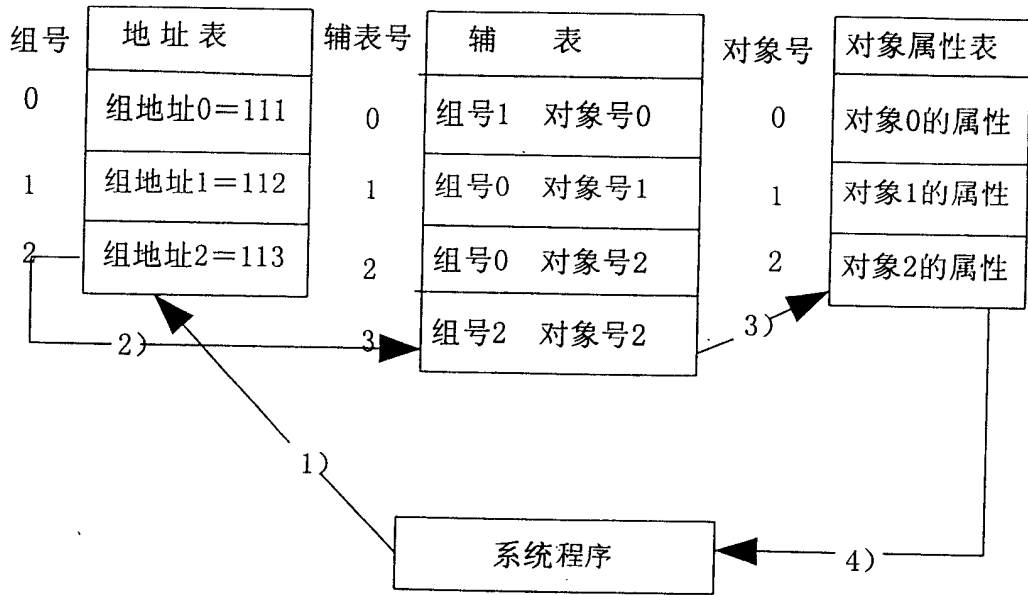 组号
地址表
辅表号
辅 表
对象号
对象属性表
0
组地址0=111
0
组号1 对象号0
0
对象0的属性
1
组地址1=112
1
组号0 对象号1
1
对象1的属性
2
组地址2=113
2
组号0 对象号2
2
对象2的属性
2)
3
组号2 对象号2
3)
1)
系统程序
4)